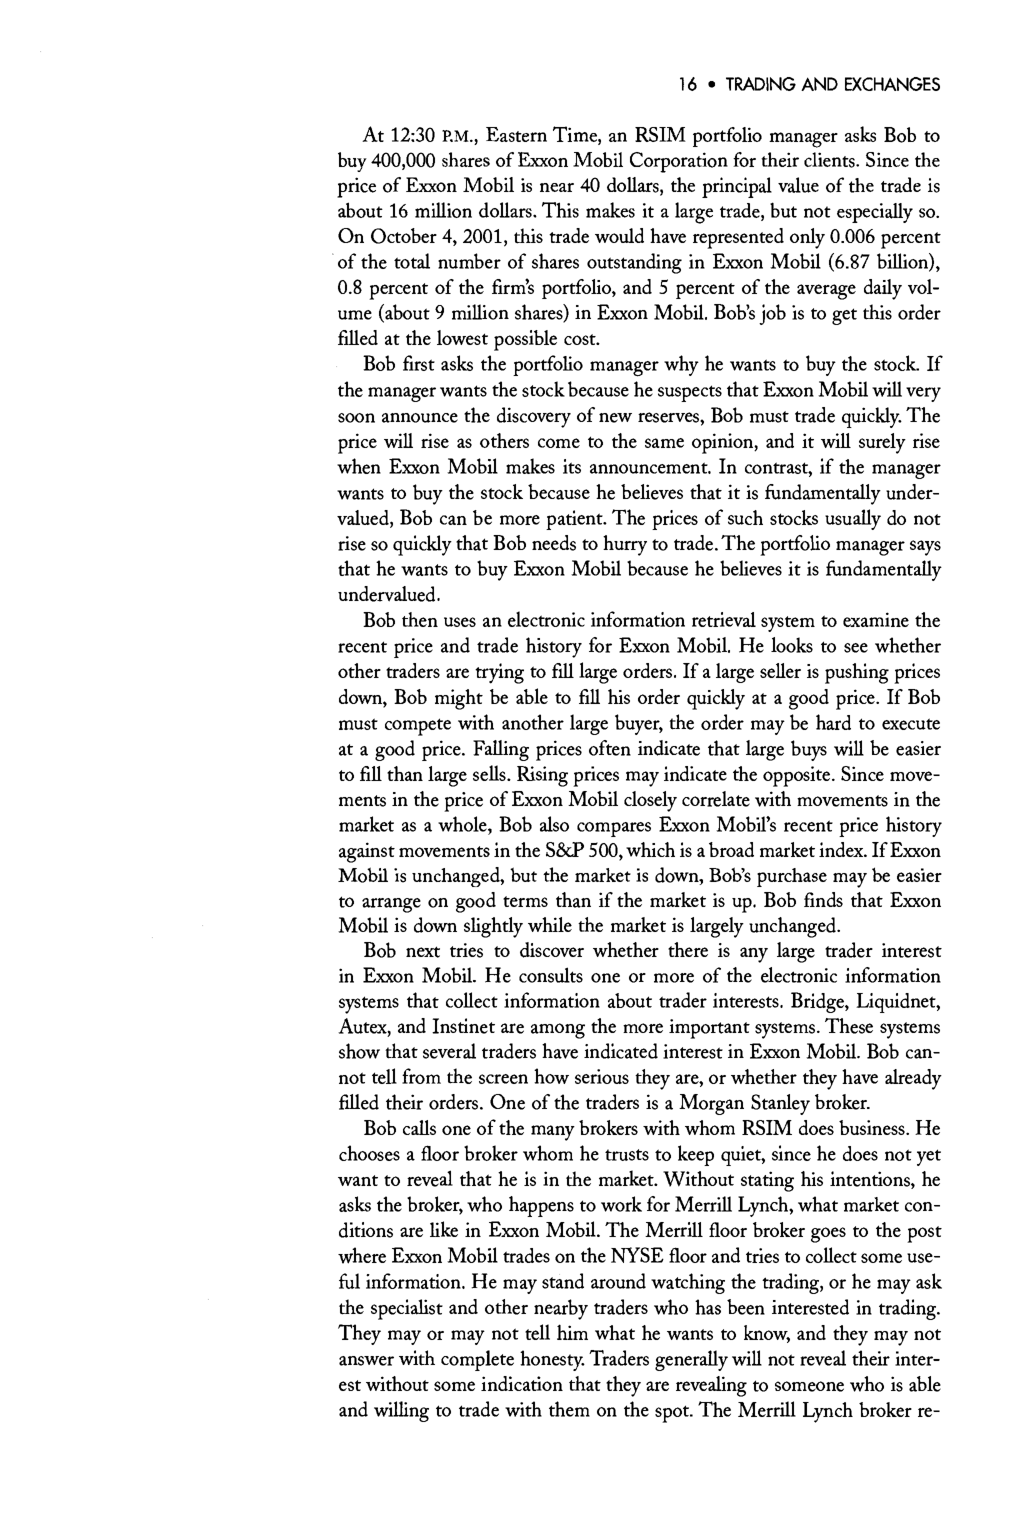 16 • TRADING AND EXCHANGES
At 12:30 P.M., Eastern Time, an RSIM portfolio manager asks Bob to
buy 400,000 shares of Exxon Mobil Corporation for their clients. Since the
price of Exxon Mobil is near 40 dollars, the principal value of the trade is
about 16 million dollars. This makes it a large trade, but not especially so.
On October 4, 2001, this trade would have represented only 0.006 percent
of the total number of shares outstanding in Exxon Mobil (6.87 billion),
0.8 percent of the firm's portfolio, and 5 percent of the average daily vol-
ume (about 9 million shares) in Exxon Mobil. Bob's job is to get this order
filled at the lowest possible cost.
Bob first asks the portfolio manager why he wants to buy the stock. If
the manager wants the stock because he suspects that Exxon Mobil will very
soon announce the discovery of new reserves, Bob must trade quickly. The
price will rise as others come to the same opinion, and it will surely rise
when Exxon Mobil makes its announcement. In contrast, if the manager
wants to buy the stock because he believes that it is fundamentally under-
valued, Bob can be more patient. The prices of such stocks usually do not
rise so quickly that Bob needs to hurry to trade. The portfolio manager says
that he wants to buy Exxon Mobil because he believes it is fundamentally
undervalued.
Bob then uses an electronic information retrieval system to examine the
recent price and trade history for Exxon Mobil. He looks to see whether
other traders are trying to fill large orders. If a large seller is pushing prices
down, Bob might be able to fill his order quickly at a good price. If Bob
must compete with another large buyer, the order may be hard to execute
at a good price. Falling prices often indicate that large buys will be easier
to fill than large sells. Rising prices may indicate the opposite. Since move-
ments in the price of Exxon Mobil closely correlate with movements in the
market as a whole, Bob also compares Exxon Mobil's recent price history
against movements in the S&P 500, which is a broad market index. If Exxon
Mobil is unchanged, but the market is down, Bob's purchase may be easier
to arrange on good terms than if the market is up. Bob finds that Exxon
Mobil is down slightly while the market is largely unchanged.
Bob next tries to discover whether there is any large trader interest
in Exxon Mobil. He consults one or more of the electronic information
systems that collect information about trader interests. Bridge, Liquidnet,
Autex, and Instinet are among the more important systems. These systems
show that several traders have indicated interest in Exxon Mobil. Bob can-
not tell from the screen how serious they are, or whether they have already
filled their orders. One of the traders is a Morgan Stanley broker.
Bob calls one of the many brokers with whom RSIM does business. He
chooses a floor broker whom he trusts to keep quiet, since he does not yet
want to reveal that he is in the market. Without stating his intentions, he
asks the broker, who happens to work for Merrill Lynch, what market con-
ditions are like in Exxon Mobil. The Merrill floor broker goes to the post
where Exxon Mobil trades on the NYSE floor and tries to collect some use-
ful information. He may stand around watching the trading, or he may ask
the specialist and other nearby traders who has been interested in trading.
They may or may not tell him what he wants to know, and they may not
answer with complete honesty. Traders generally will not reveal their inter-
est without some indication that they are revealing to someone who is able
and willing to trade with them on the spot. The Merrill Lynch broker re-